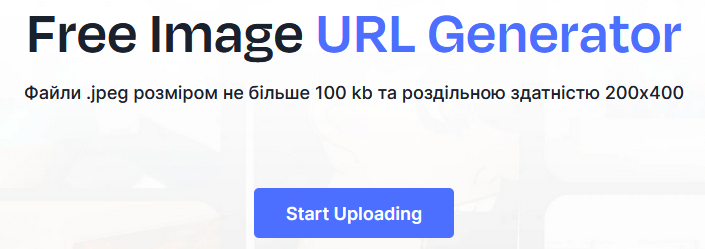 Free Image URL Generator
Файли .jpeg розміром не більше 100 kb та роздільною здатністю 200x400
Start Uploading